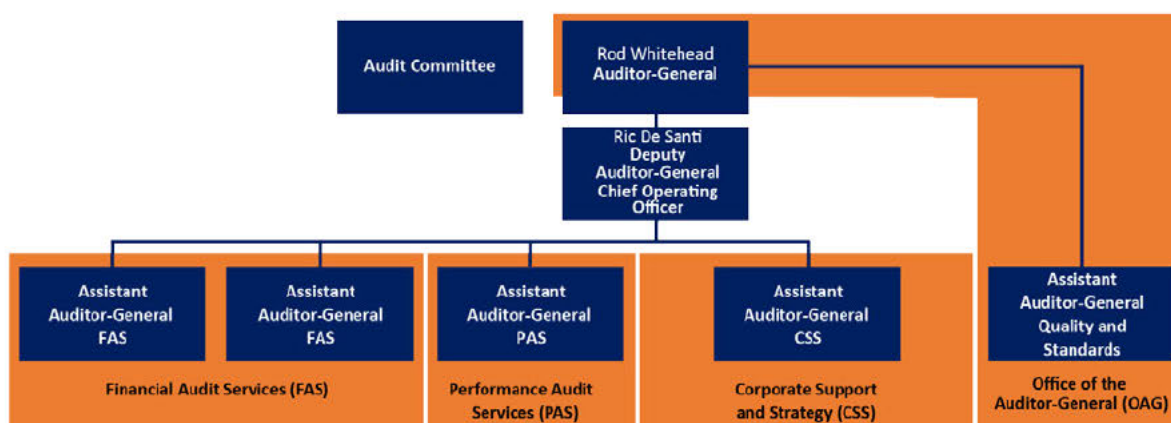 Audit Committee
Rod Whitehead
Auditor-General
Ric De Santi
Deputy
Auditor-General
Chief Operating
Officer
Assistant
Auditor-General
FAS
Assistant
Auditor-General
FAS
Assistant
Auditor-General
PAS
Assistant
Auditor-General
CSS
Assistant
Auditor-General
Quality and
Standards
Financial Audit Services (FAS)
Performance Audit
Services (PAS)
Corporate Support
and Strategy (CSS)
Office of the
Auditor-General (OAG)